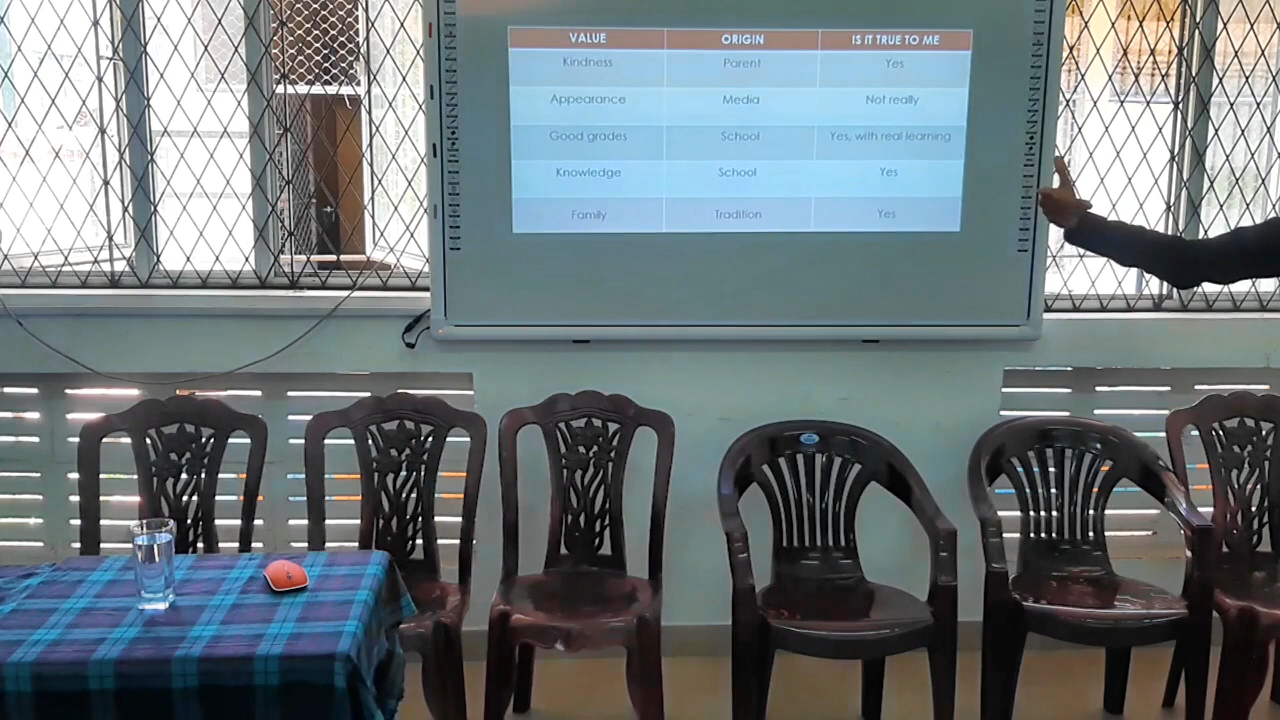 VALUE ORIGIN IS IT TRUE TO ME
Kindness Parent Yes
Appearance Media Not really
Good grades School Yes, with real learning
Knowledge School Yes
Family Tradition Yes